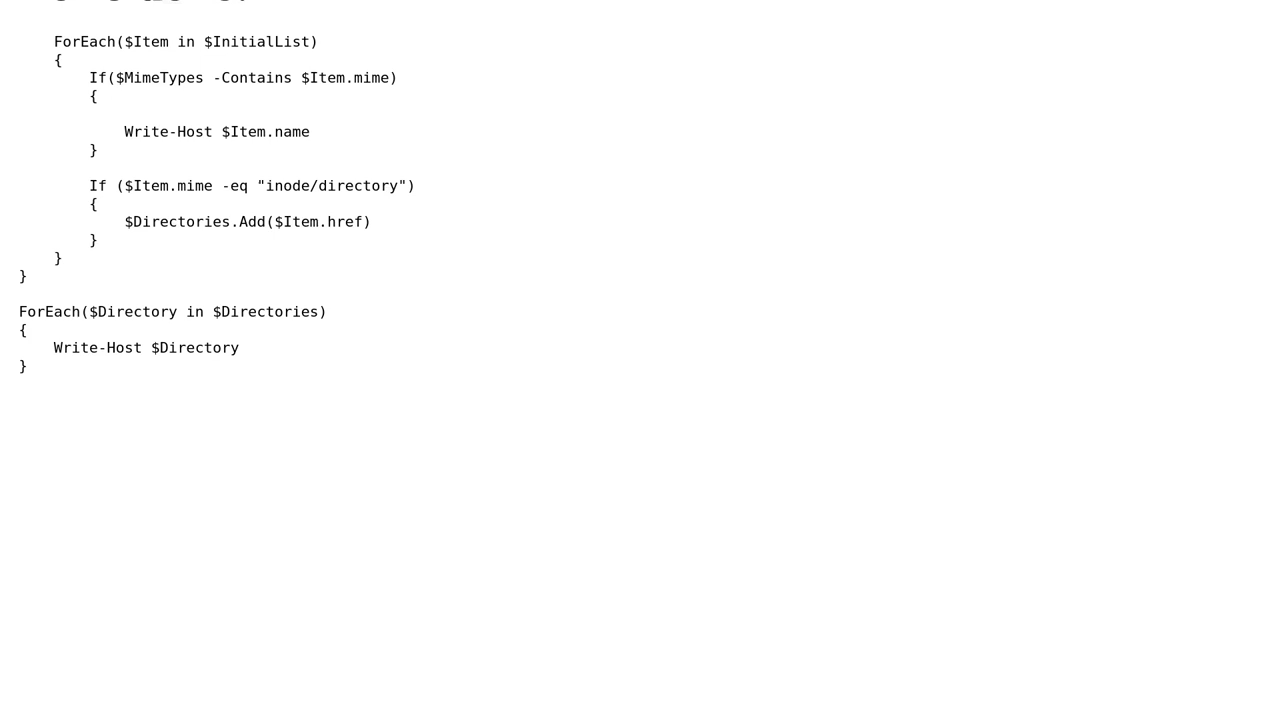 ForEach($Item in $InitialList)
{
If($MimeTypes -Contains $Item.mime)
{
Write-Host $Item.name
}
If ($Item.mime -eq "inode/directory")
{
$Directories.Add($Item.href)
}
}
}
ForEach($Directory in $Directories)
{
Write-Host $Directory
}